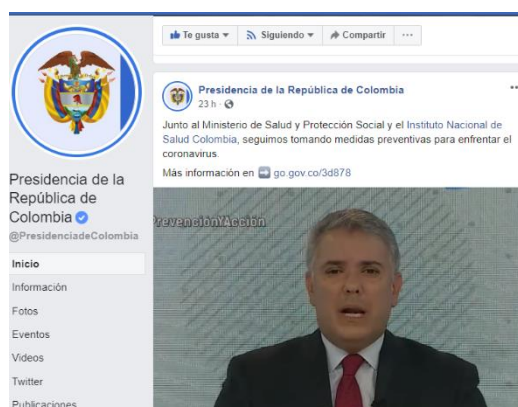 Te gusta
Siguiendo
Compartir
Presidencia de la República de Colombia
23 h ·
Junto al Ministerio de Salud y Protección Social y el Instituto Nacional de
Salud Colombia, seguimos tomando medidas preventivas para enfrentar el
coronavirus.
Más información en ➡ go.gov.co/3d878
Presidencia de la
República de
Colombia
@PresidenciadeColombia
Inicio
Información
Fotos
Eventos
Videos
Twitter
Publicaciones
PrevenciónYAcción